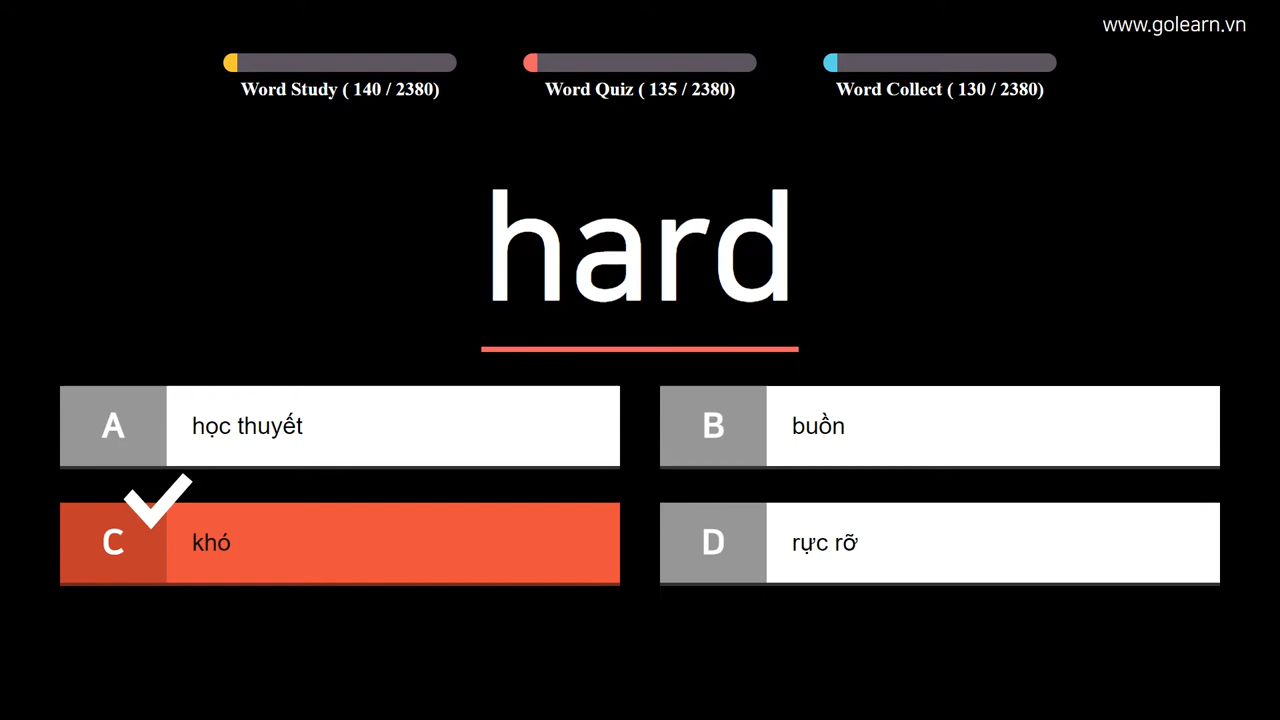 www.golearn.vn
Word Study ( 140 / 2380)
Word Quiz ( 135 / 2380)
Word Collect ( 130 / 2380)
hard
A học thuyết
B buồn
C khó
D rực rỡ